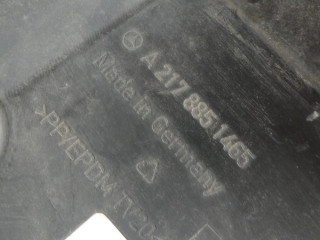 A 217 885 1465
Made in Germany
>PP/EPDM TV20